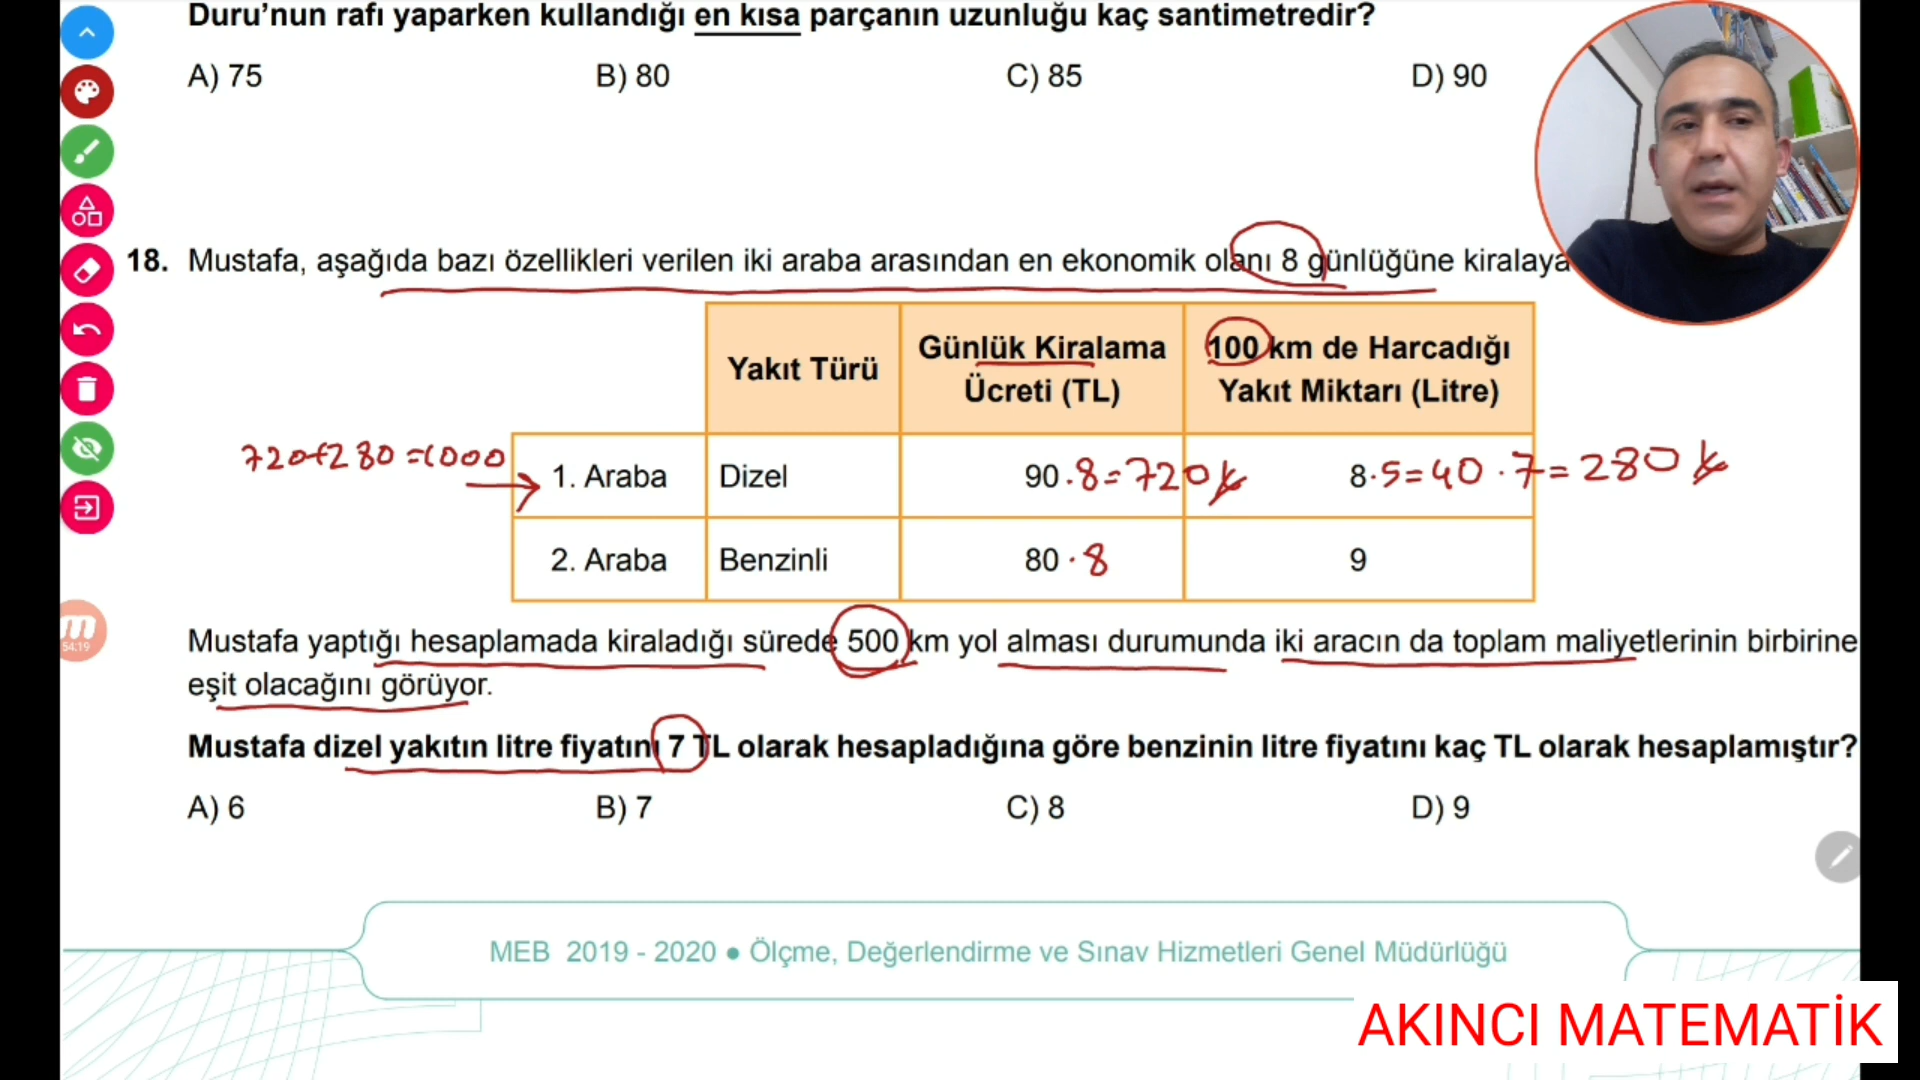 Duru’nun rafı yaparken kullandığı en kısa parçanın uzunluğu kaç santimetredir?
A) 75 B) 80 C) 85 D) 90
18. Mustafa, aşağıda bazı özellikleri verilen iki araba arasından en ekonomik olanı 8 günlüğüne kiralaya
Yakıt Türü
Günlük Kiralama
Ücreti (TL)
100 km de Harcadığı
Yakıt Miktarı (Litre)
720+280=1000
1. Araba Dizel 90 .8=720₺ 8.5=40.7=280₺
2. Araba Benzinli 80 .8 9
m
54:19
Mustafa yaptığı hesaplamada kiraladığı sürede 500 km yol alması durumunda iki aracın da toplam maliyetlerinin birbirine
eşit olacağını görüyor.
Mustafa dizel yakıtın litre fiyatını 7 TL olarak hesapladığına göre benzinin litre fiyatını kaç TL olarak hesaplamıştır?
A) 6 B) 7 C) 8 D) 9
MEB 2019 - 2020 ● Ölçme, Değerlendirme ve Sınav Hizmetleri Genel Müdürlüğü
AKINCI MATEMATİK